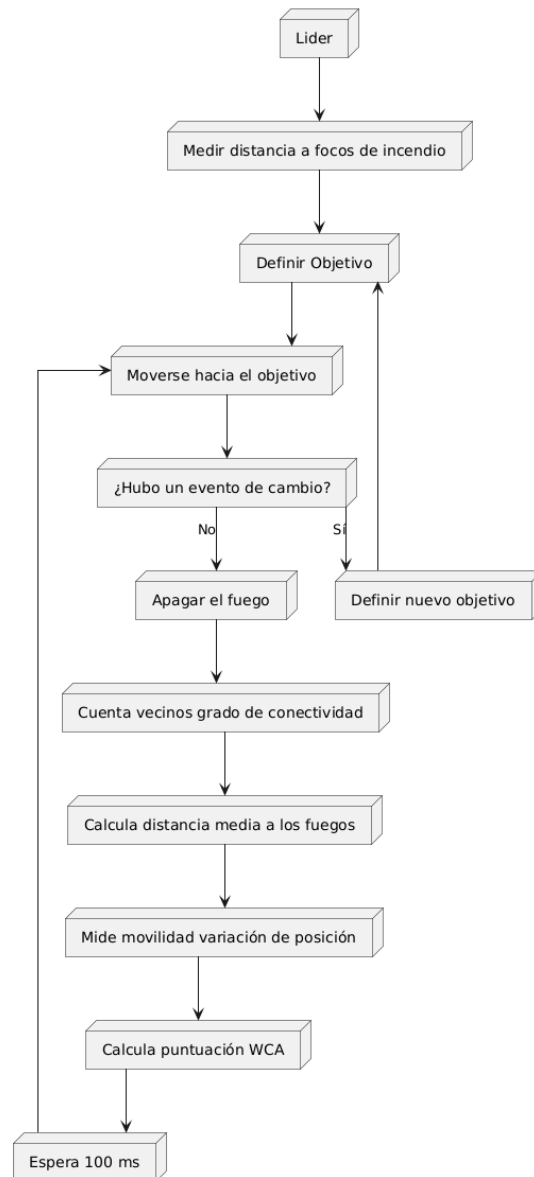 Lider
Medir distancia a focos de incendio
Definir Objetivo
Moverse hacia el objetivo
¿Hubo un evento de cambio?
No
Sí
Apagar el fuego
Definir nuevo objetivo
Cuenta vecinos grado de conectividad
Calcula distancia media a los fuegos
Mide movilidad variación de posición
Calcula puntuación WCA
Espera 100 ms